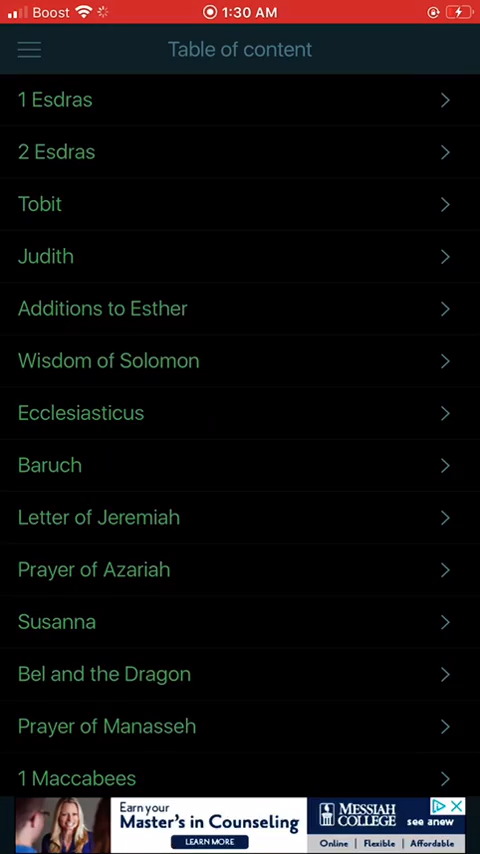 Boost 1:30 AM
Table of content
1 Esdras
2 Esdras
Tobit
Judith
Additions to Esther
Wisdom of Solomon
Ecclesiasticus
Baruch
Letter of Jeremiah
Prayer of Azariah
Susanna
Bel and the Dragon
Prayer of Manasseh
1 Maccabees
Earn your
Master's in Counseling
LEARN MORE
MESSIAH
COLLEGE
see anew
Online | Flexible | Affordable